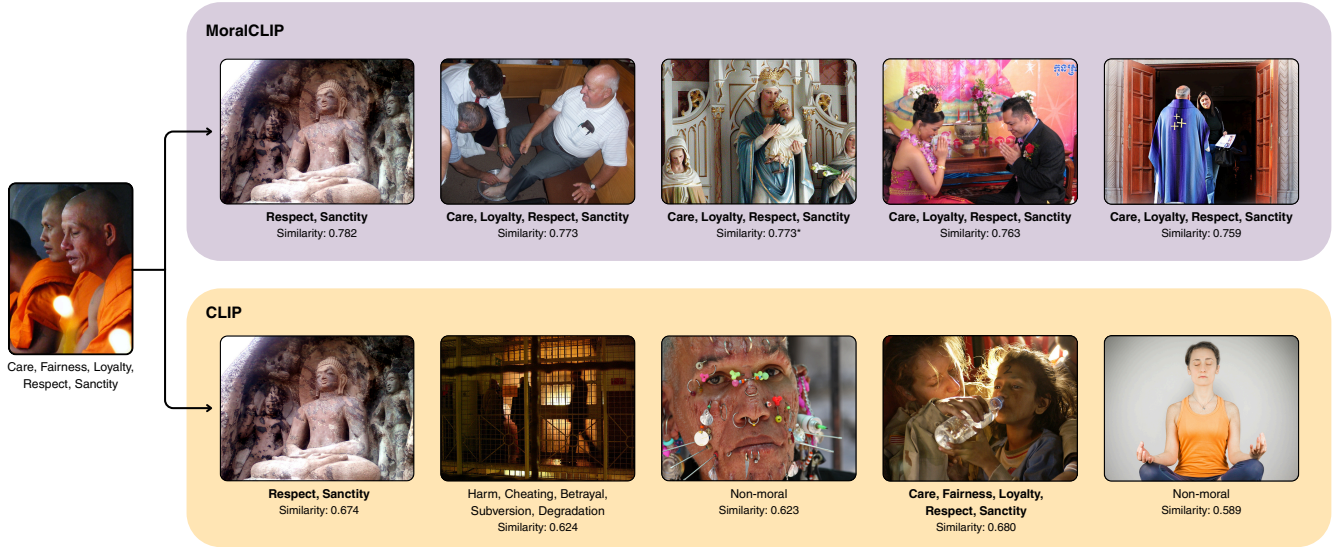 MoralCLIP
Respect, Sanctity
Similarity: 0.782
Care, Loyalty, Respect, Sanctity
Similarity: 0.773
Care, Loyalty, Respect, Sanctity
Similarity: 0.773*
Care, Loyalty, Respect, Sanctity
Similarity: 0.763
Care, Loyalty, Respect, Sanctity
Similarity: 0.759
Care, Fairness, Loyalty,
Respect, Sanctity
CLIP
Respect, Sanctity
Similarity: 0.674
Harm, Cheating, Betrayal,
Subversion, Degradation
Similarity: 0.624
Non-moral
Similarity: 0.623
Care, Fairness, Loyalty,
Respect, Sanctity
Similarity: 0.680
Non-moral
Similarity: 0.589